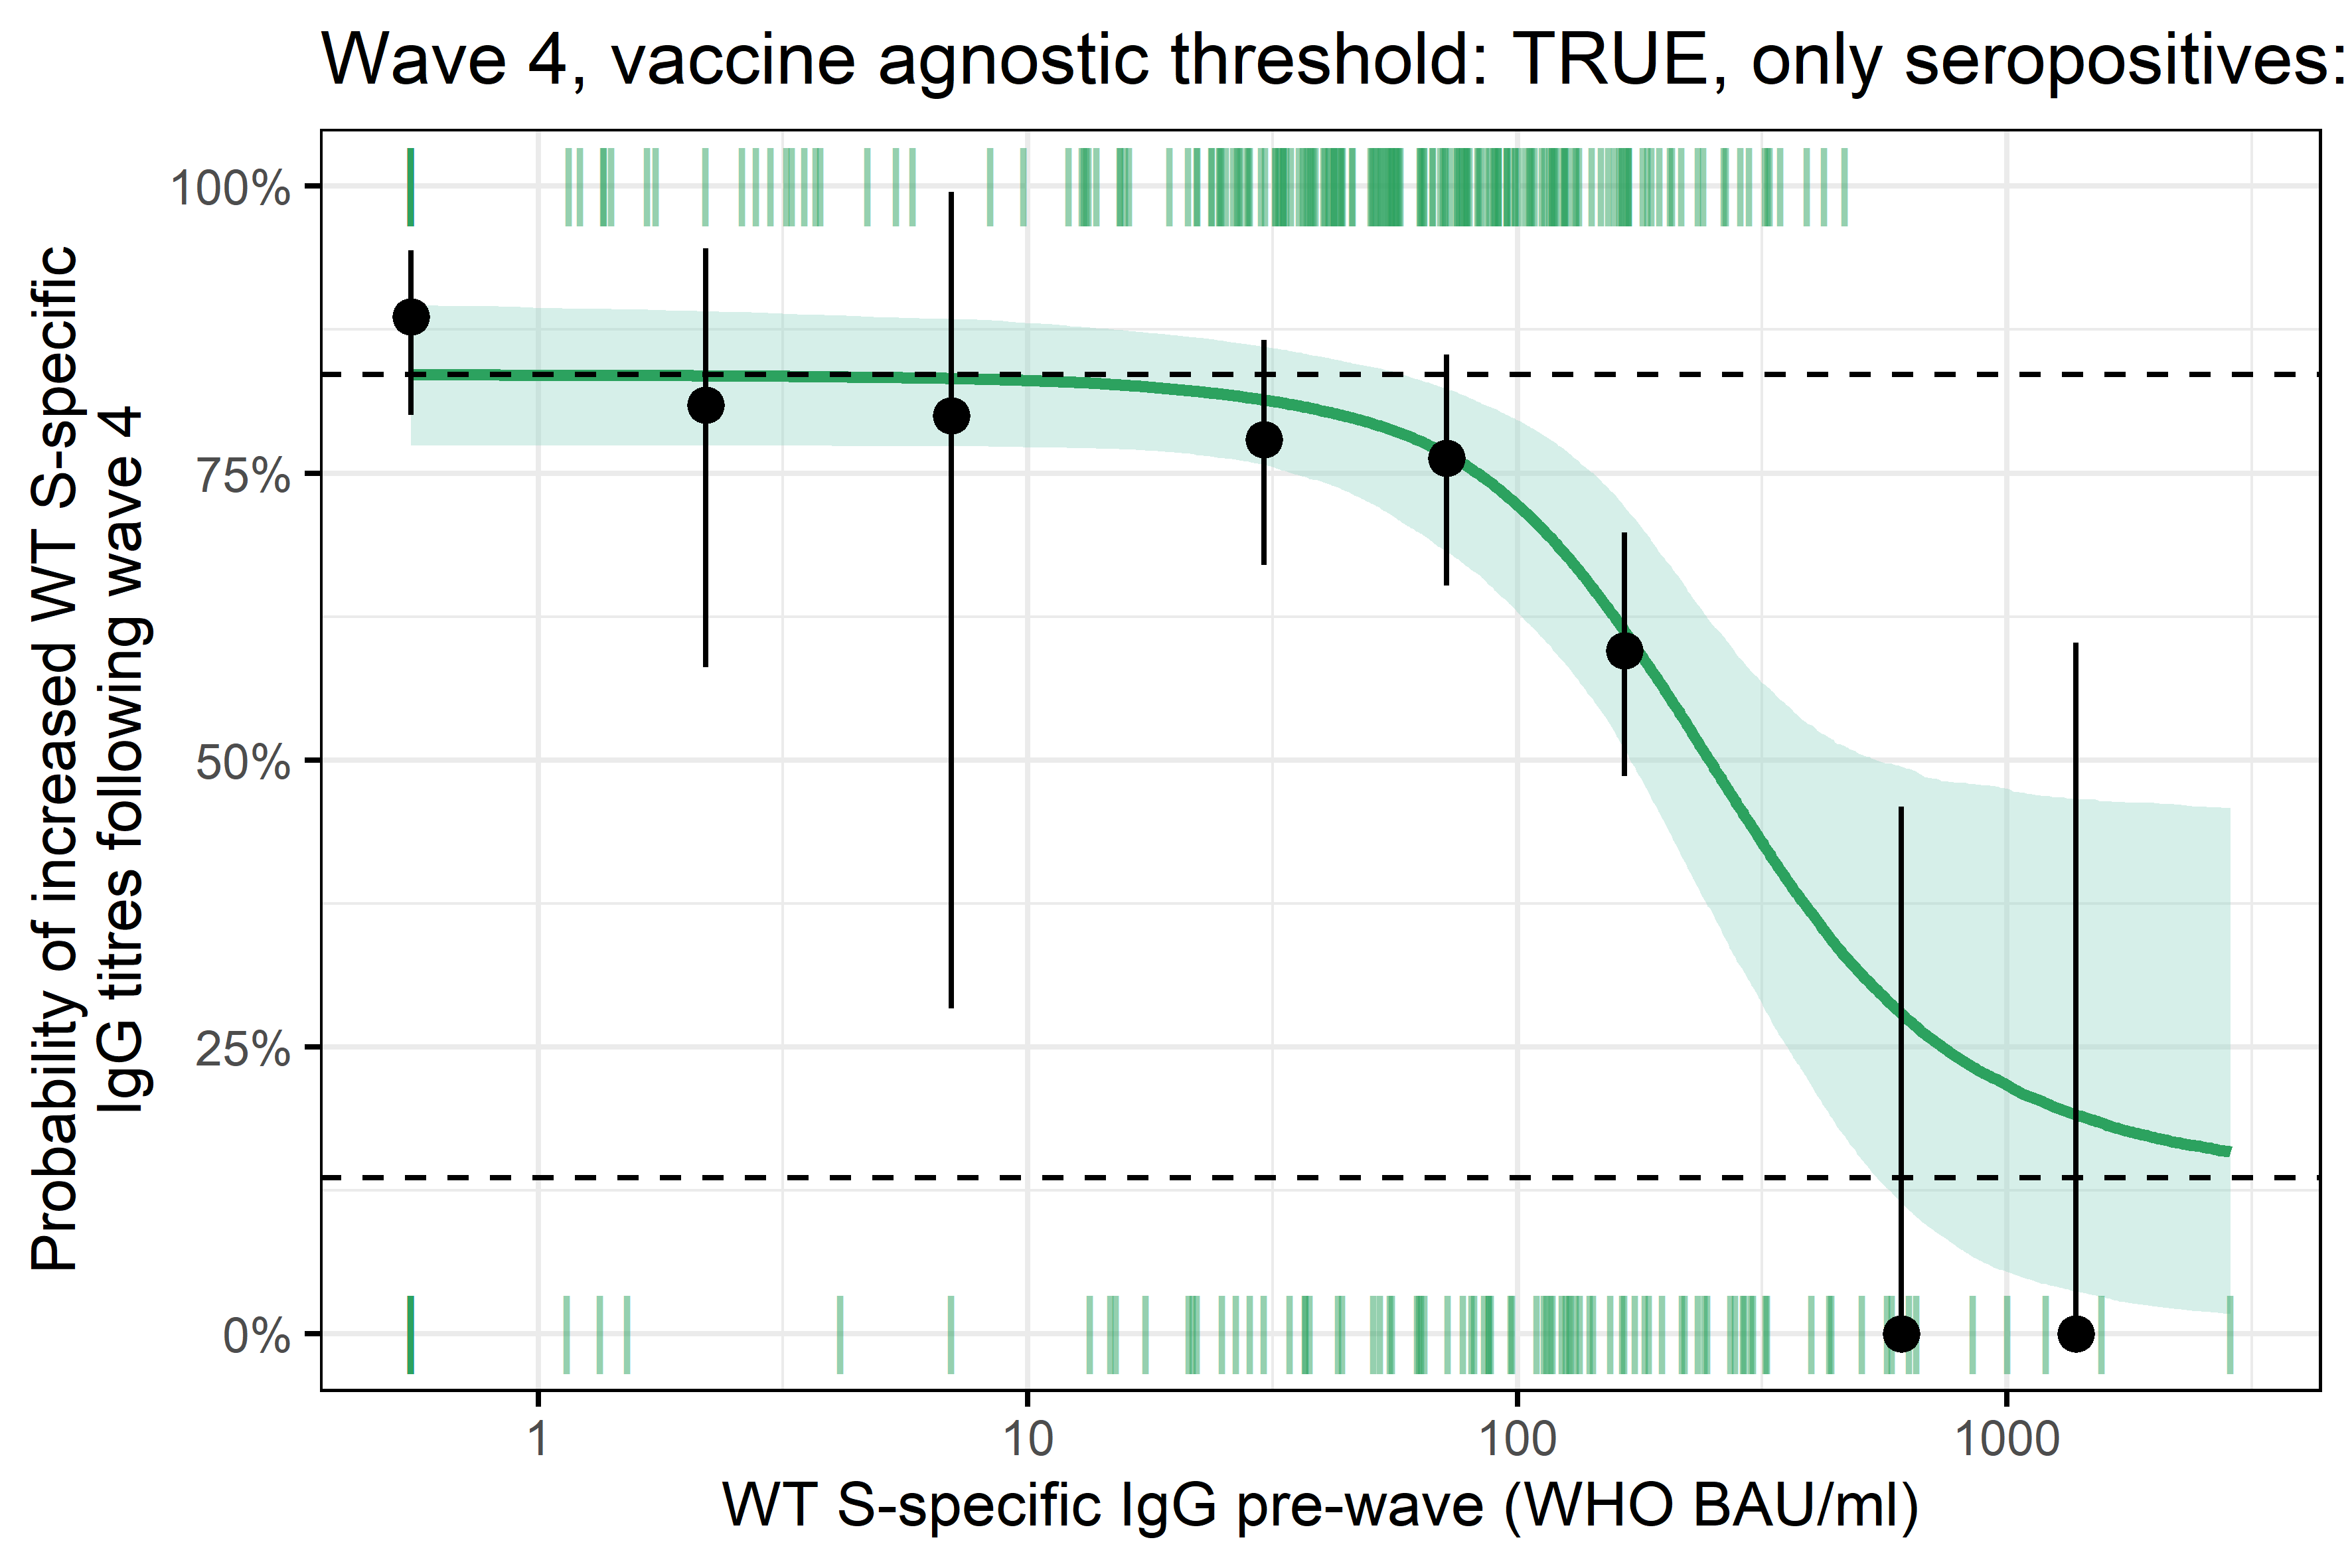 Wave 4, vaccine agnostic threshold: TRUE, only seropositives:
Probability of increased WT S-specific
IgG titres following wave 4
100%
75%
50%
25%
0%
1
10
100
1000
WT S-specific IgG pre-wave (WHO BAU/ml)